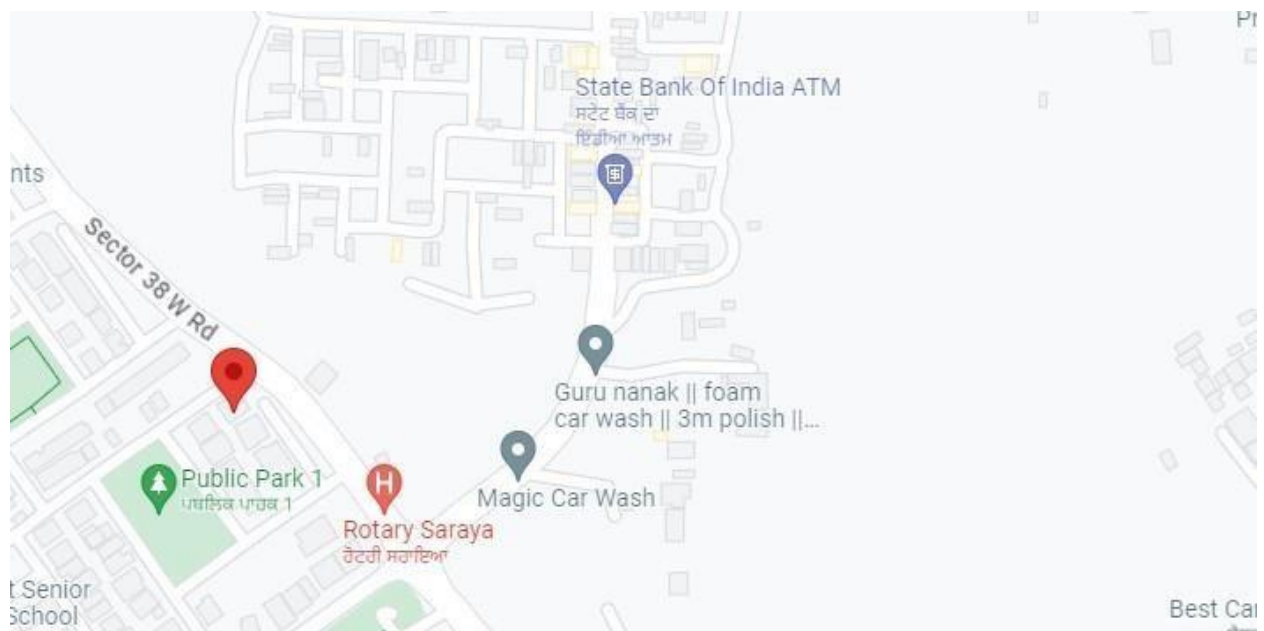 Pr
State Bank Of India ATM
ਸਟੇਟ ਬੈਂਕ ਦਾ
ਇੰਡੀਆ ਆਤਮ
nts
Sector 38 W Rd
Guru nanak || foam
car wash || 3m polish ||...
Public Park 1
ਪਬਲਿਕ ਪਾਰਕ 1
H
Magic Car Wash
Rotary Saraya
ਰੋਟਰੀ ਸਰਾਇਆ
t Senior
School
Best Car